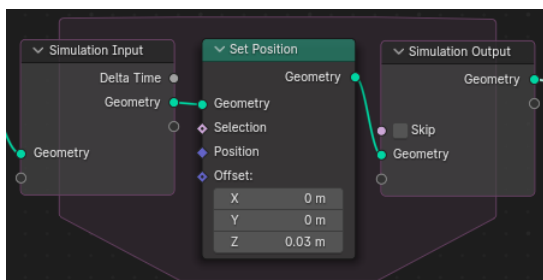 Simulation Input
Delta Time
Geometry
Geometry
Set Position
Geometry
Geometry
Selection
Position
Offset:
X 0 m
Y 0 m
Z 0.03 m
Simulation Output
Geometry
Skip
Geometry